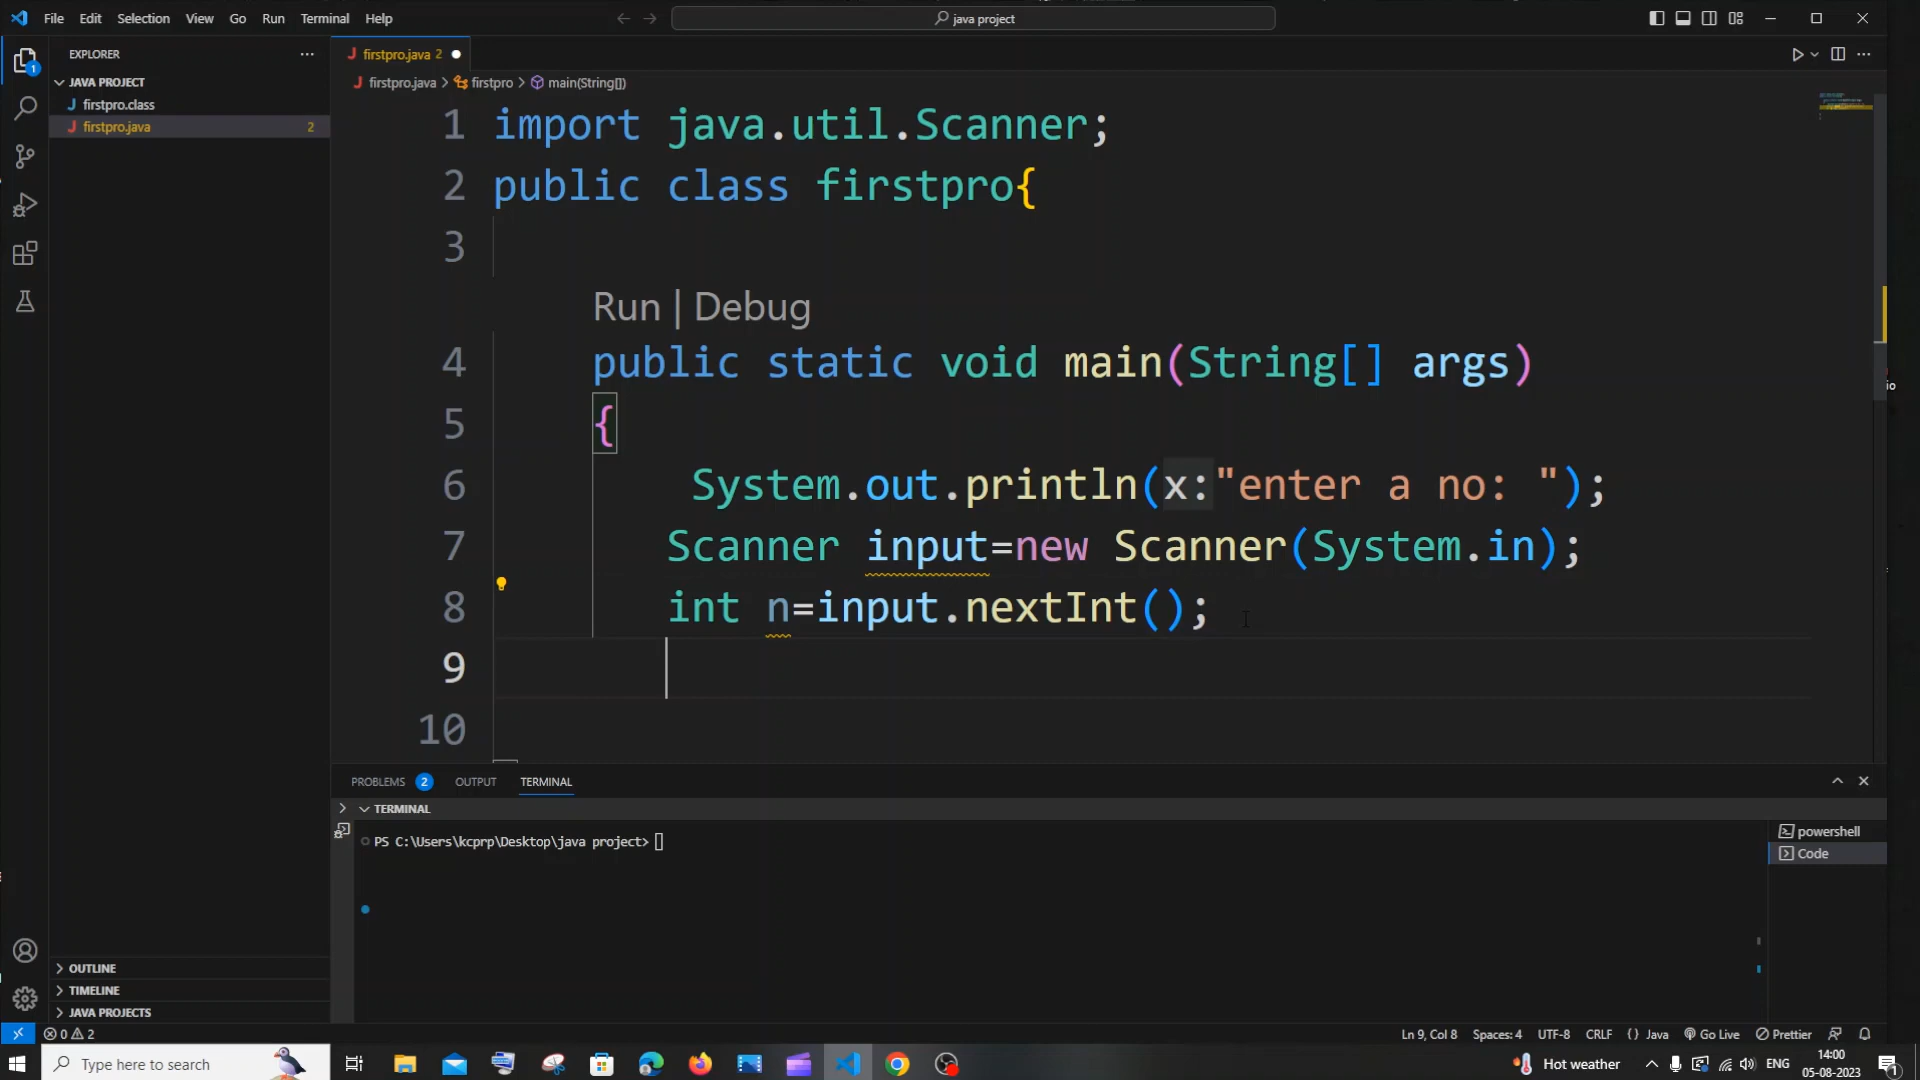 File Edit Selection View Go Run Terminal Help
java project
EXPLORER
JAVA PROJECT
firstpro.class
firstpro.java 2
OUTLINE
TIMELINE
JAVA PROJECTS
firstpro.java 2
firstpro.java > firstpro > main(String[])
1 import java.util.Scanner;
2 public class firstpro{
3
Run | Debug
4 public static void main(String[] args)
5 {
6 System.out.println(x:"enter a no: ");
7 Scanner input=new Scanner(System.in);
8 int n=input.nextInt();
9
10
PROBLEMS 2 OUTPUT TERMINAL
TERMINAL
PS C:\Users\kcprp\Desktop\java project>
powershell
Code
0 2
Ln 9, Col 8 Spaces: 4 UTF-8 CRLF {} Java Go Live Prettier
Type here to search
Hot weather
ENG
14:00
05-08-2023
1
1
io